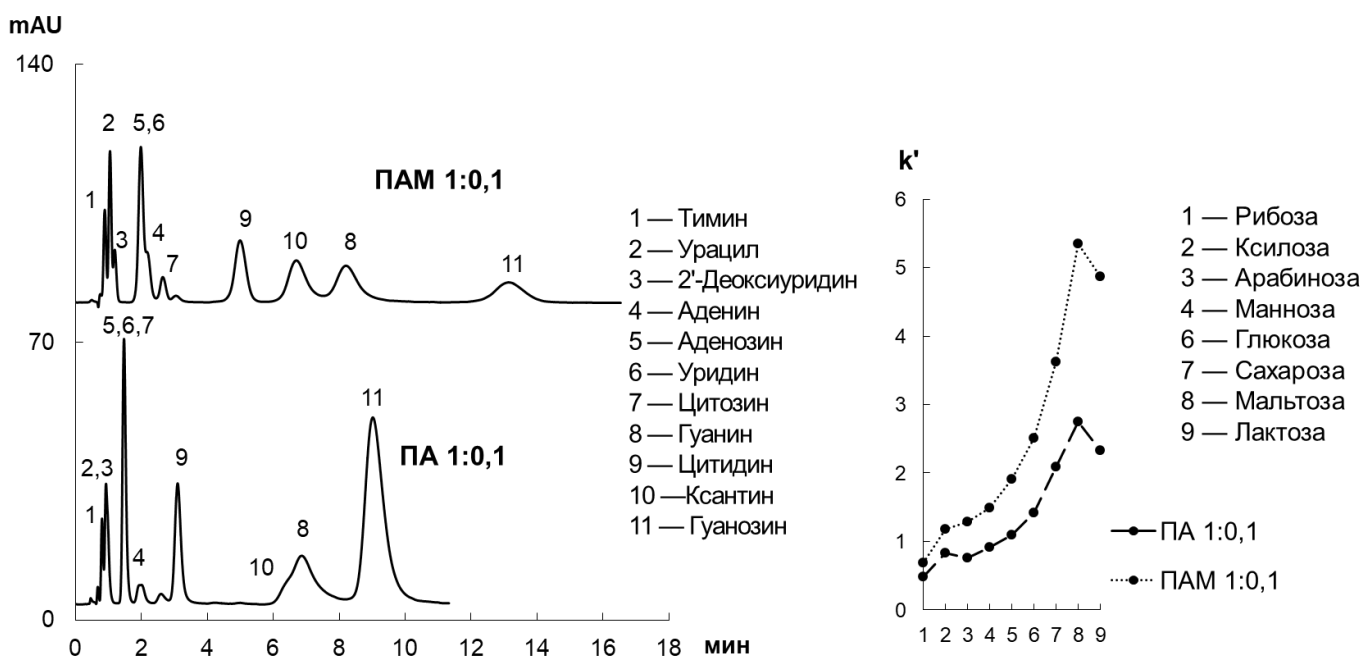 mAU
140
2
5,6
ПАМ 1:0,1
1
3
4
7
9
10
8
11
70
5,6,7
2,3
1
4
9
10
8
11
ПА 1:0,1
0
0 2 4 6 8 10 12 14 16 18
мин
1 — Тимин
2 — Урацил
3 — 2'-Деоксиуридин
4 — Аденин
5 — Аденозин
6 — Уридин
7 — Цитозин
8 — Гуанин
9 — Цитидин
10 —Ксантин
11 — Гуанозин
k'
6
5
4
3
2
1
0
1 2 3 4 5 6 7 8 9
1 — Рибоза
2 — Ксилоза
3 — Арабиноза
4 — Манноза
6 — Глюкоза
7 — Сахароза
8 — Мальтоза
9 — Лактоза
ПА 1:0,1
ПАМ 1:0,1